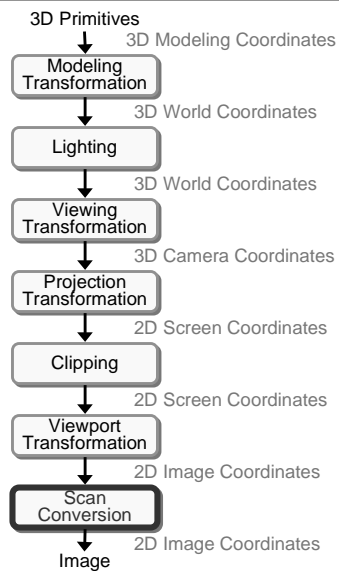 3D Primitives
3D Modeling Coordinates
Modeling
Transformation
3D World Coordinates
Lighting
3D World Coordinates
Viewing
Transformation
3D Camera Coordinates
Projection
Transformation
2D Screen Coordinates
Clipping
2D Screen Coordinates
Viewport
Transformation
2D Image Coordinates
Scan
Conversion
2D Image Coordinates
Image